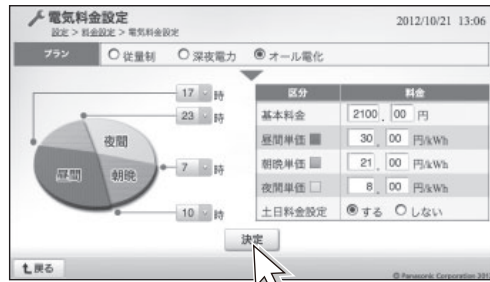 電気料金設定
2012/10/21 13:06
設定 > 料金設定 > 電気料金設定
プラン
従量制
深夜電力
オール電化
17 時
23 時
7 時
10 時
夜間
昼間
朝晩
区分 料金
基本料金 2100 . 00 円
昼間単価 30 . 00 円/kWh
朝晩単価 21 . 00 円/kWh
夜間単価 8 . 00 円/kWh
土日料金設定 する しない
決定
戻る
© Panasonic Corporation 201